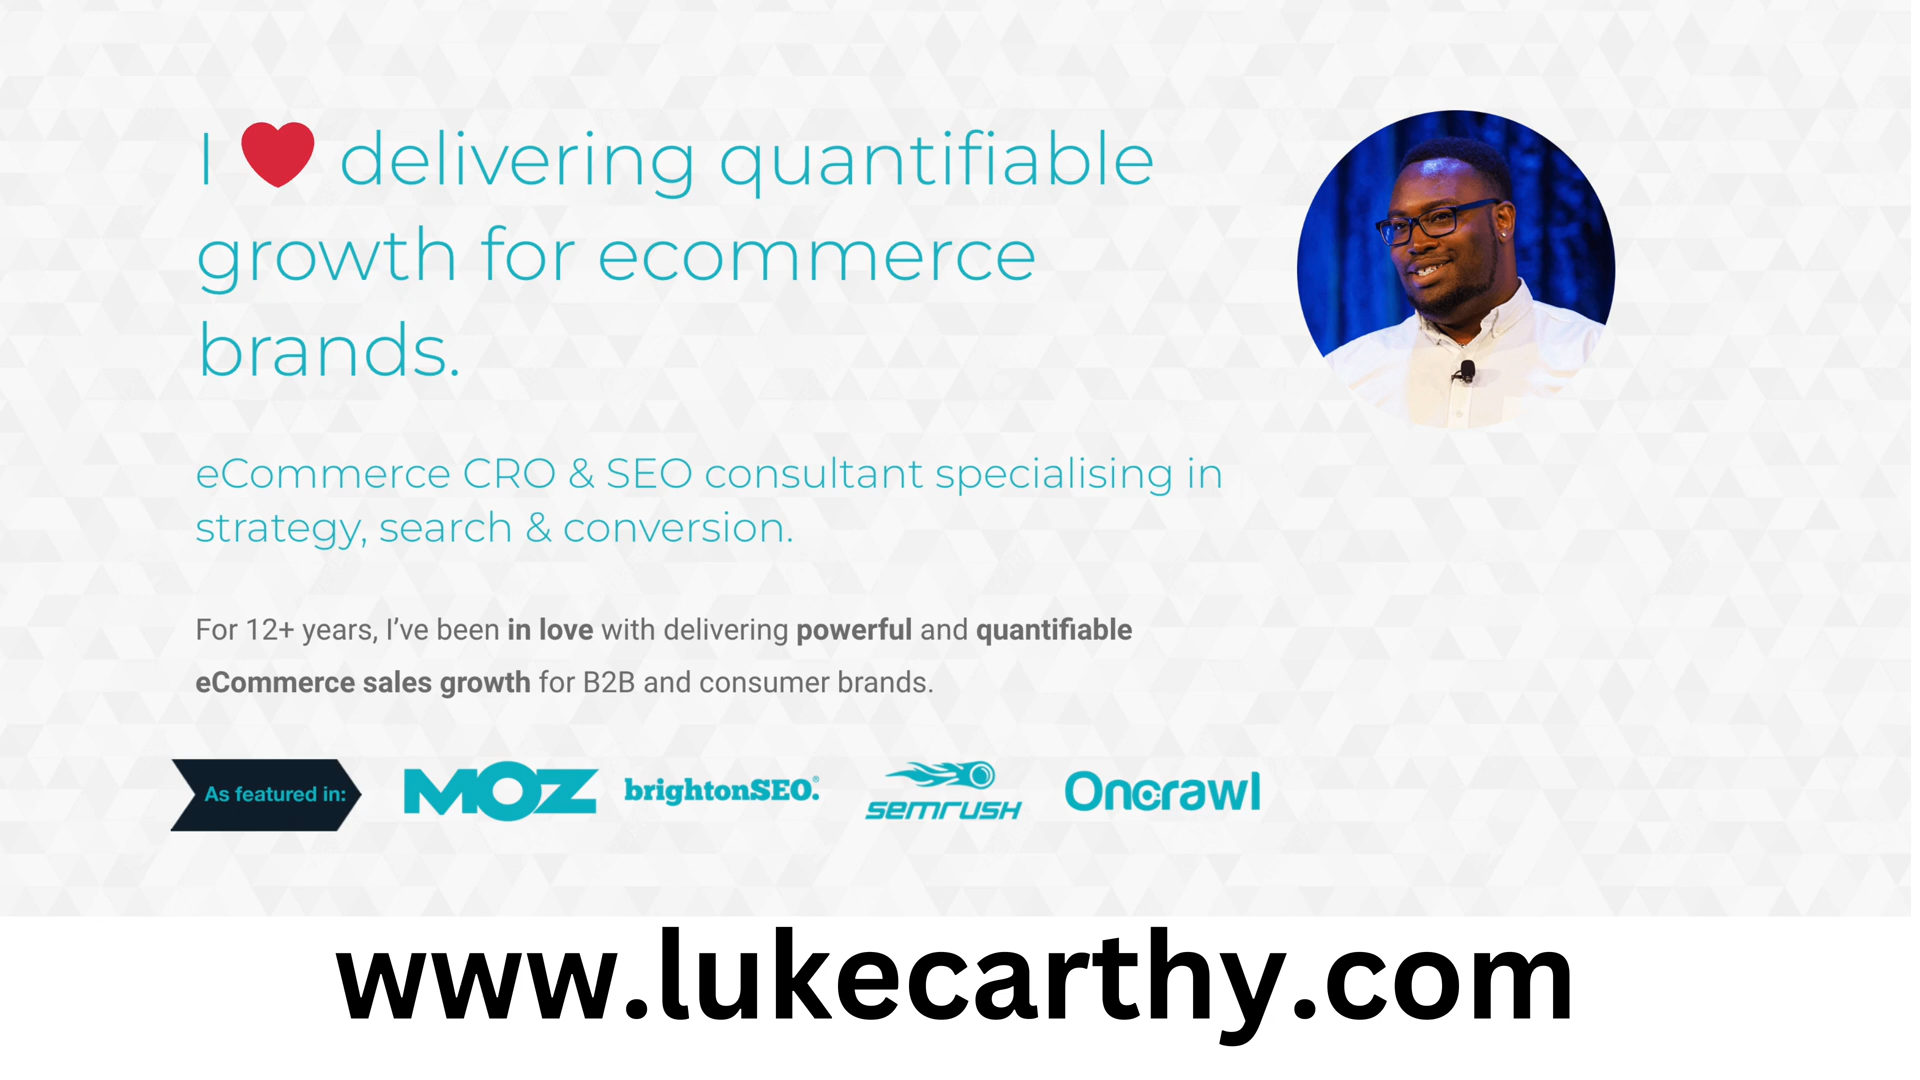 I ❤ delivering quantifiable
growth for ecommerce
brands.
eCommerce CRO & SEO consultant specialising in
strategy, search & conversion.
For 12+ years, I’ve been in love with delivering powerful and quantifiable
eCommerce sales growth for B2B and consumer brands.
As featured in: MOZ brightonSEO.® semrush Oncrawl
www.lukecarthy.com